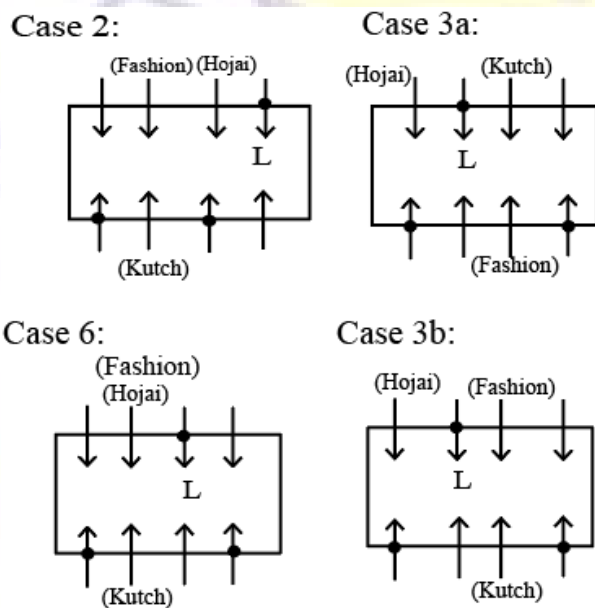 Case 2:
(Fashion) (Hojai)
L
(Kutch)
Case 3a:
(Hojai) (Kutch)
L
(Fashion)
Case 6:
(Fashion)
(Hojai)
L
(Kutch)
Case 3b:
(Hojai) (Fashion)
L
(Kutch)